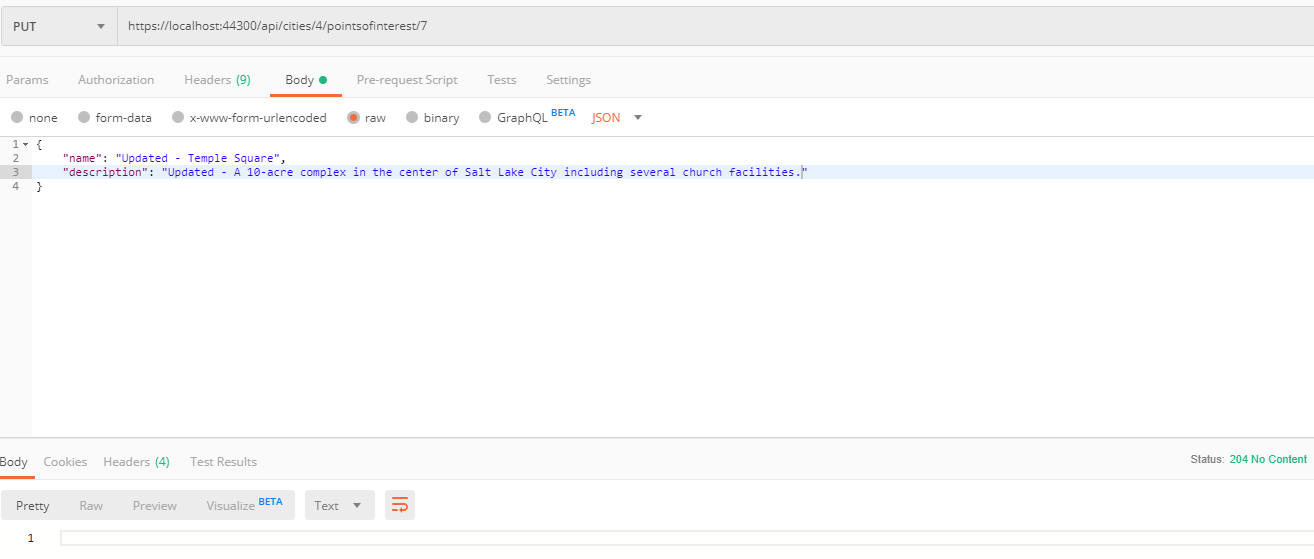 PUT https://localhost:44300/api/cities/4/pointsofinterest/7
Params Authorization Headers (9) Body Pre-request Script Tests Settings
none form-data x-www-form-urlencoded raw binary GraphQL BETA JSON
1 {
2 "name": "Updated - Temple Square",
3 "description": "Updated - A 10-acre complex in the center of Salt Lake City including several church facilities."
4 }
Body Cookies Headers (4) Test Results Status: 204 No Content
Pretty Raw Preview Visualize BETA Text
1